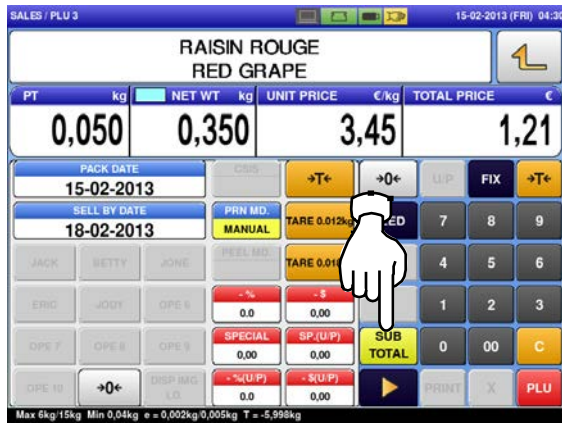 SALES / PLU 3
15-02-2013 (FRI) 04:30
RAISIN ROUGE
RED GRAPE
PT kg NET WT kg UNIT PRICE €/kg TOTAL PRICE €
0,050 0,350 3,45 1,21
PACK DATE
15-02-2013
CSIS →T← →0← U/P FIX →T←
SELL BY DATE
18-02-2013
PRN MD.
MANUAL
TARE 0.012kg 7 8 9
JACK BETTY JONE PEEL MD. 4 5 6
ERIC JODY OPE 6 - %
0.0
- $
0,00
1 2 3
OPE 7 OPE 8 OPE 9 SPECIAL
0,00
SP.(U/P)
0,00
SUB
TOTAL
0 00 C
OPE 10 →0← DISP IMG
LD.
- %(U/P)
0.0
- $(U/P)
0,00
PRINT X PLU
Max 6kg/15kg Min 0,04kg e = 0,002kg/0,005kg T = -5,998kg